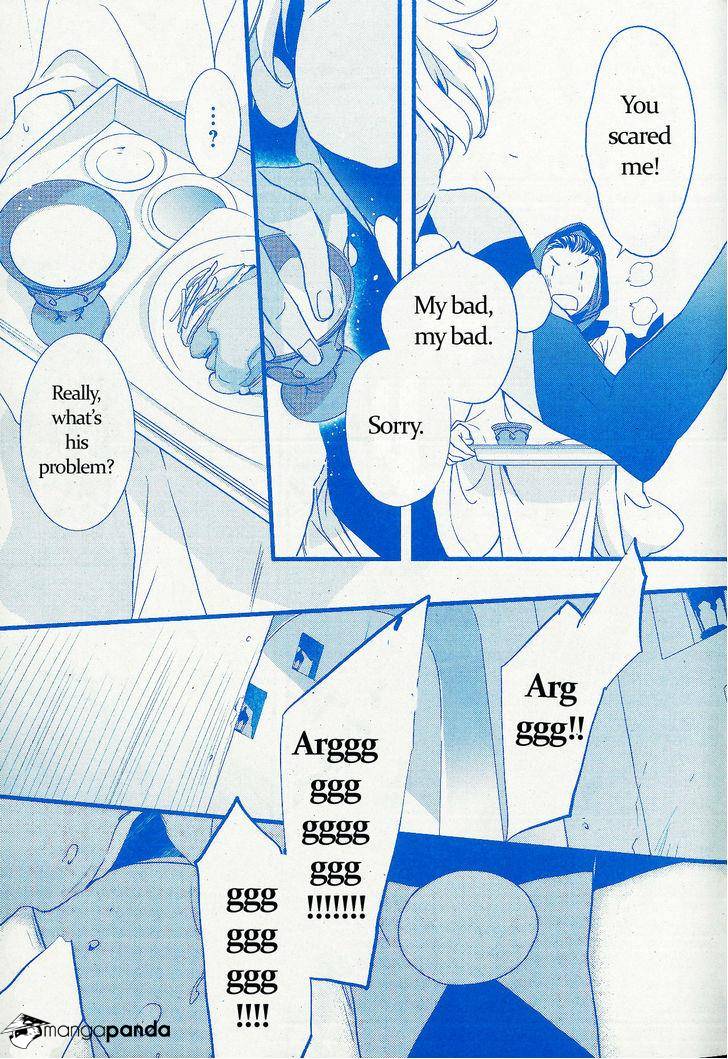 You
scared
me!
My bad,
my bad.
Sorry.
...?
Really,
what's
his
problem?
Arg
ggg!!
Arggg
ggg
gggg
ggg
!!!!!!!
ggg
ggg
ggg
!!!!
mangapanda